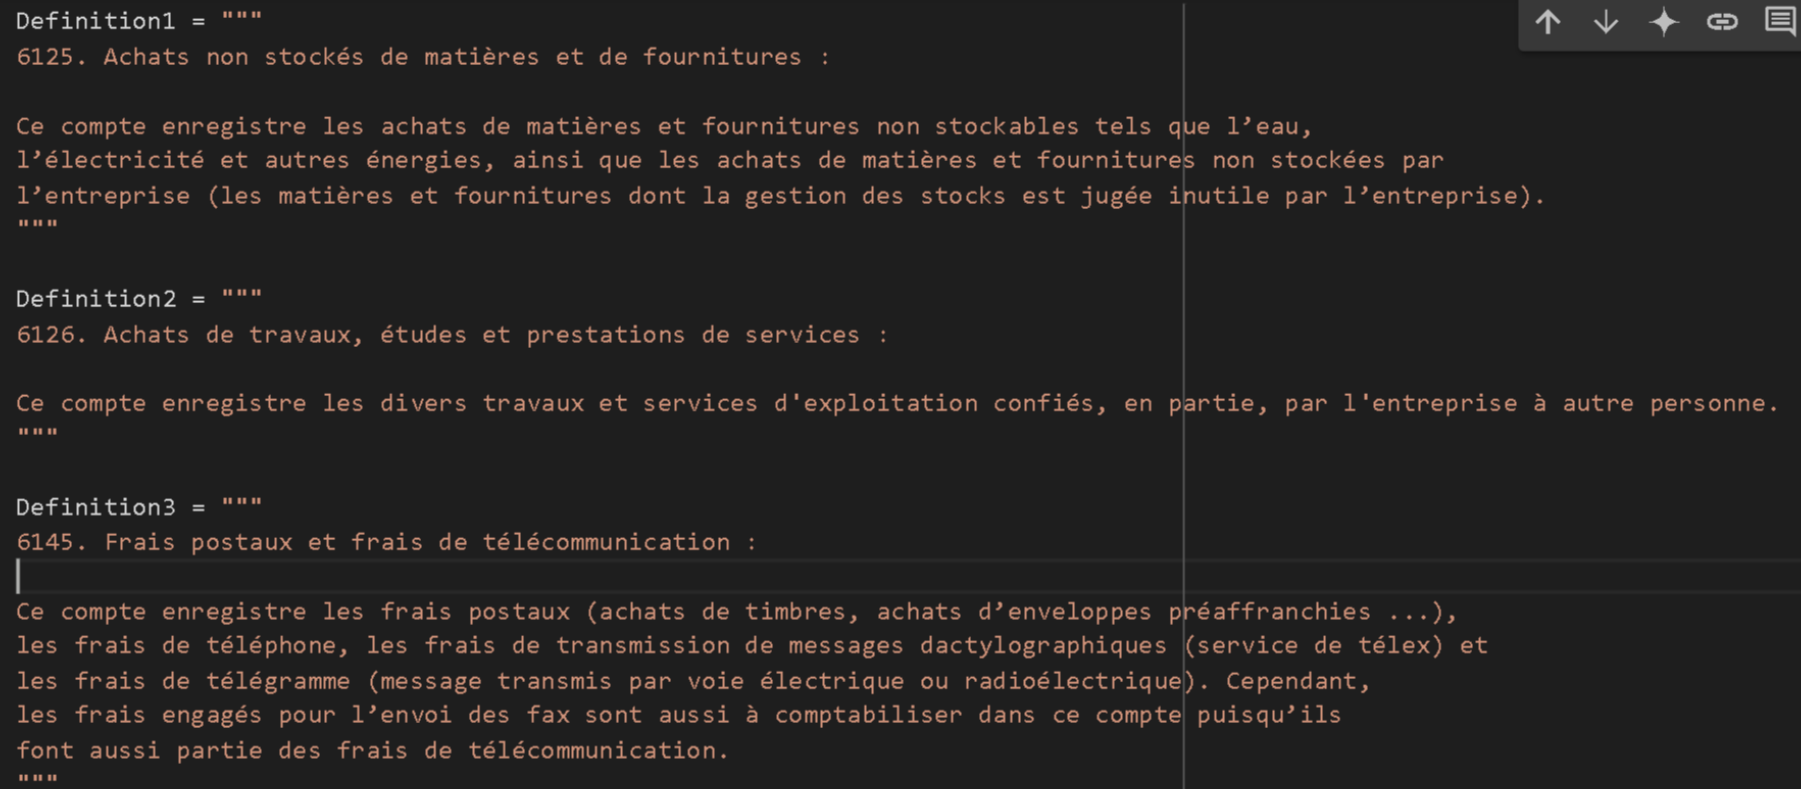 Definition1 = """
6125. Achats non stockés de matières et de fournitures :
Ce compte enregistre les achats de matières et fournitures non stockables tels que l’eau,
l’électricité et autres énergies, ainsi que les achats de matières et fournitures non stockées par
l’entreprise (les matières et fournitures dont la gestion des stocks est jugée inutile par l’entreprise).
"""
Definition2 = """
6126. Achats de travaux, études et prestations de services :
Ce compte enregistre les divers travaux et services d'exploitation confiés, en partie, par l'entreprise à autre personne.
"""
Definition3 = """
6145. Frais postaux et frais de télécommunication :
Ce compte enregistre les frais postaux (achats de timbres, achats d’enveloppes préaffranchies ...),
les frais de téléphone, les frais de transmission de messages dactylographiques (service de télex) et
les frais de télégramme (message transmis par voie électrique ou radioélectrique). Cependant,
les frais engagés pour l’envoi des fax sont aussi à comptabiliser dans ce compte puisqu’ils
font aussi partie des frais de télécommunication.
"""